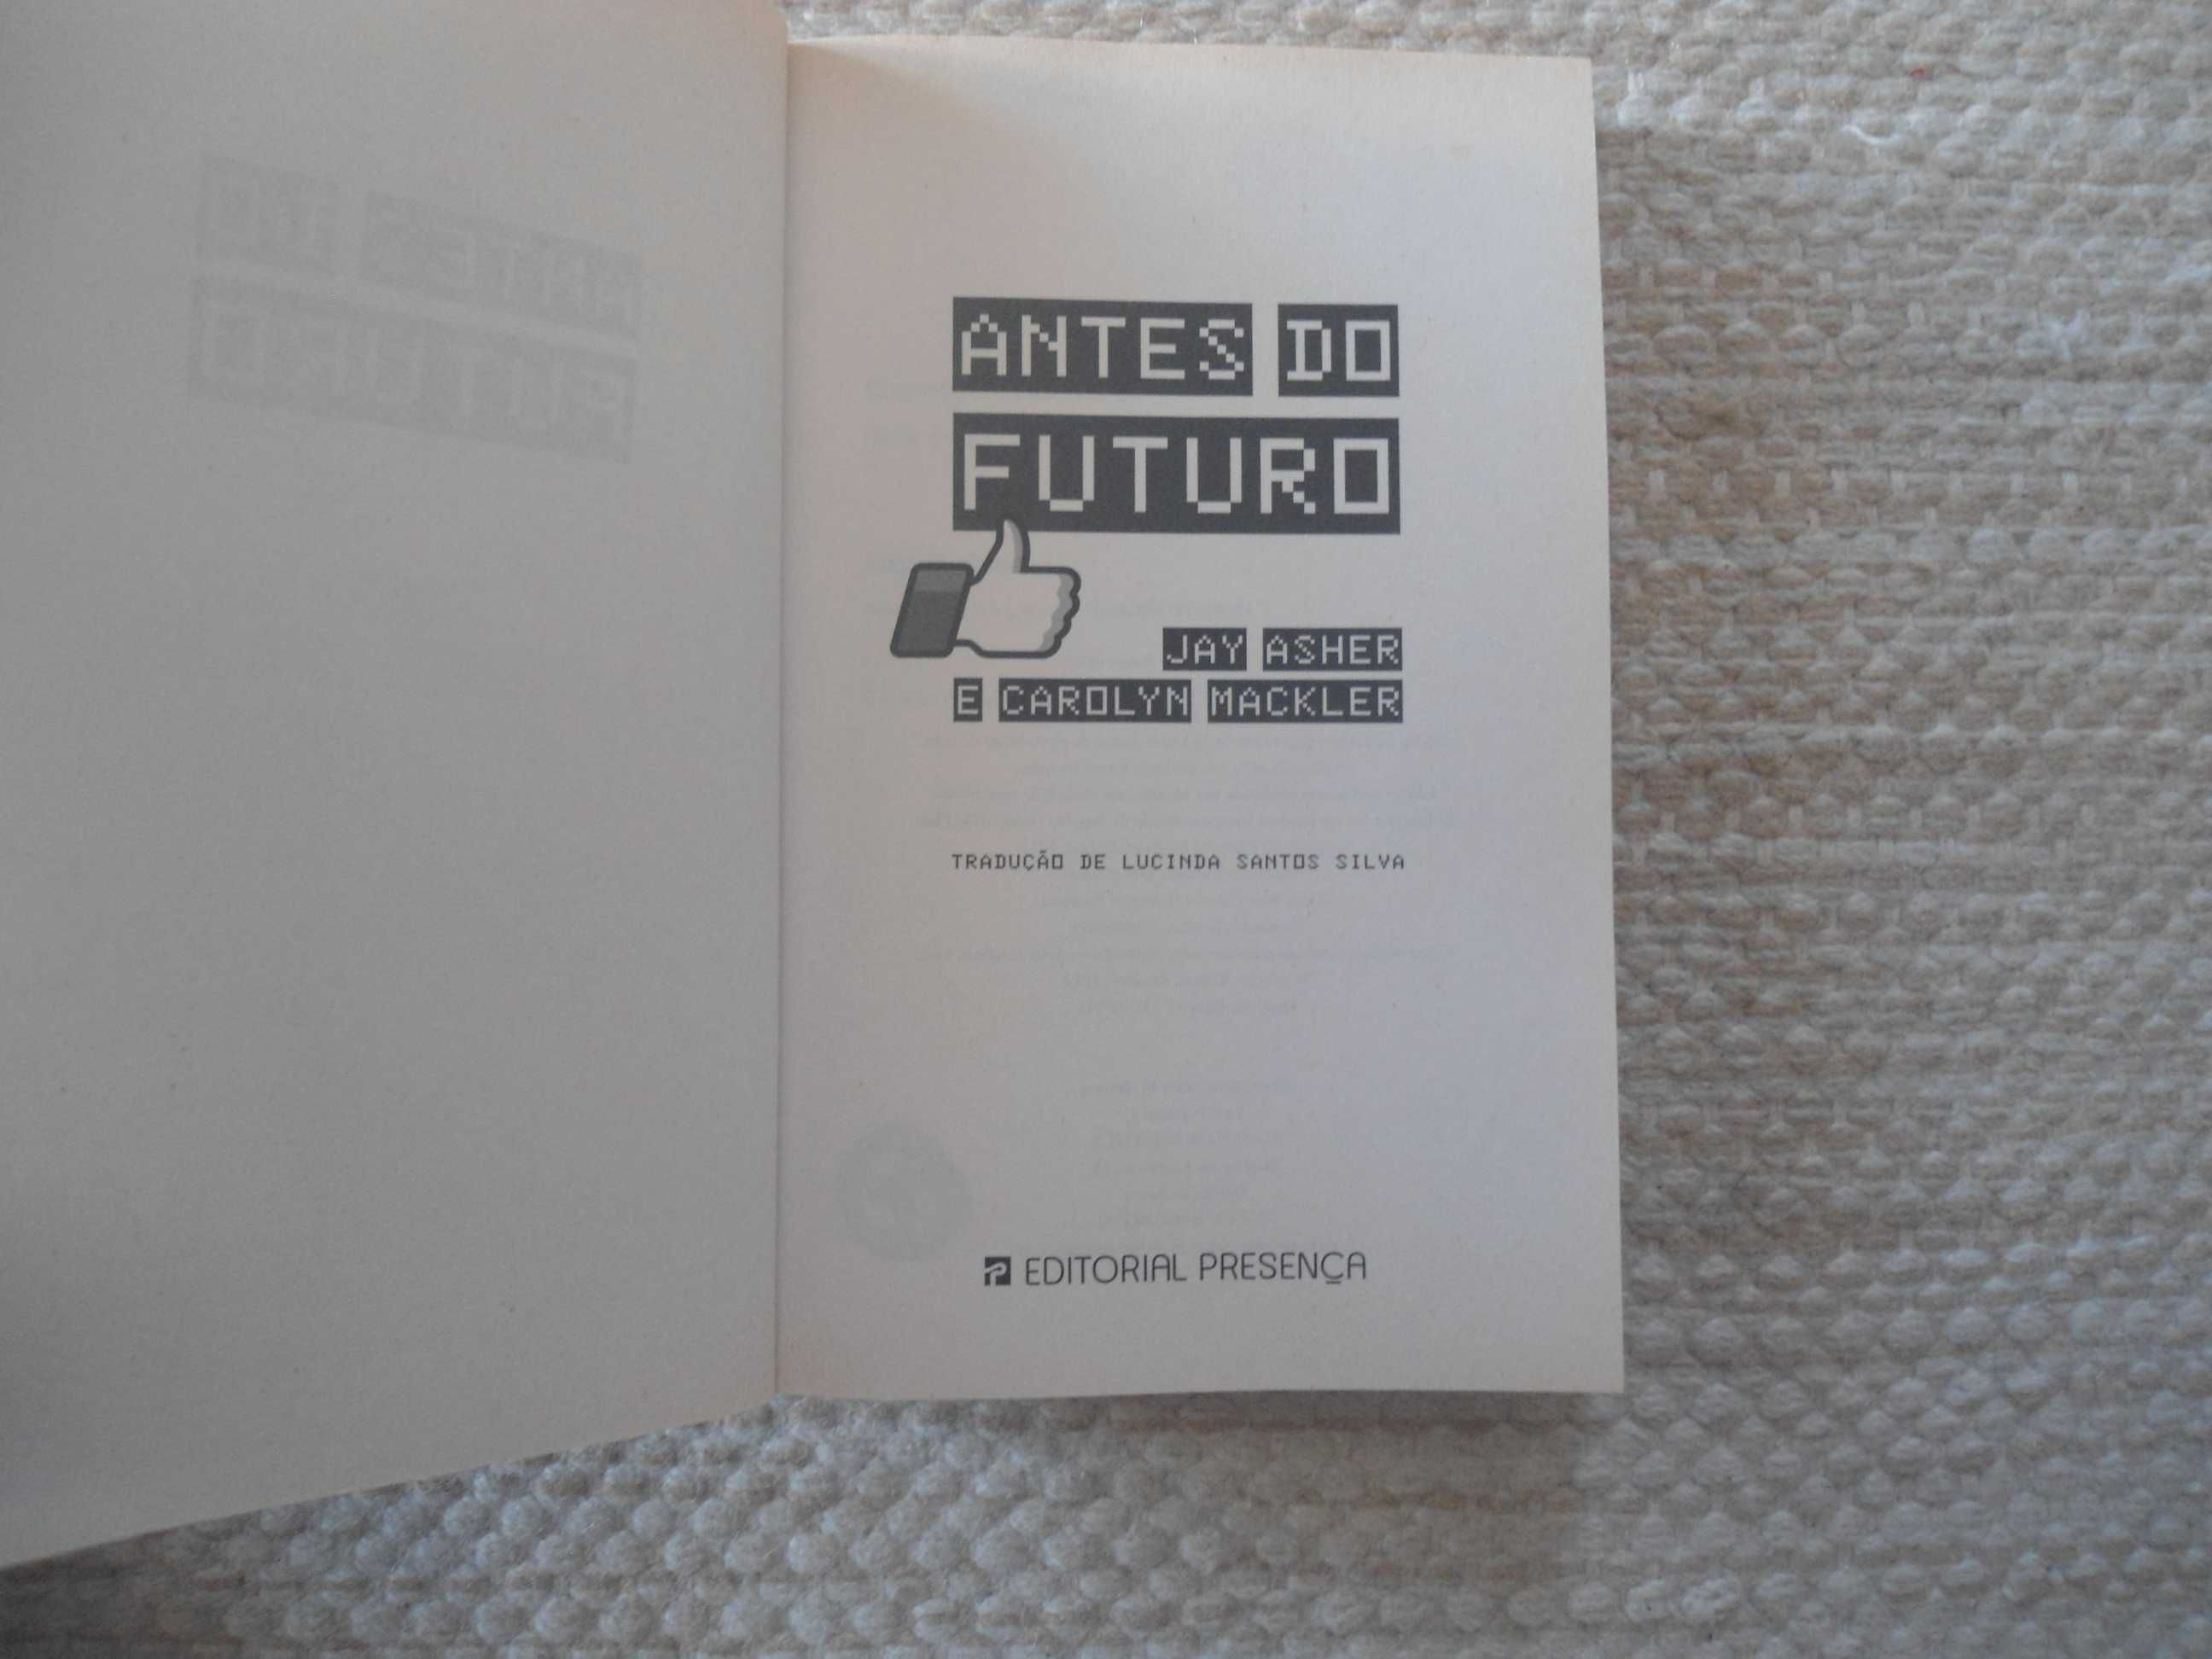 ANTES DO
FUTURO
JAY ASHER
E CAROLYN MACKLER
TRADUÇÃO DE LUCINDA SANTOS SILVA
EDITORIAL PRESENÇA